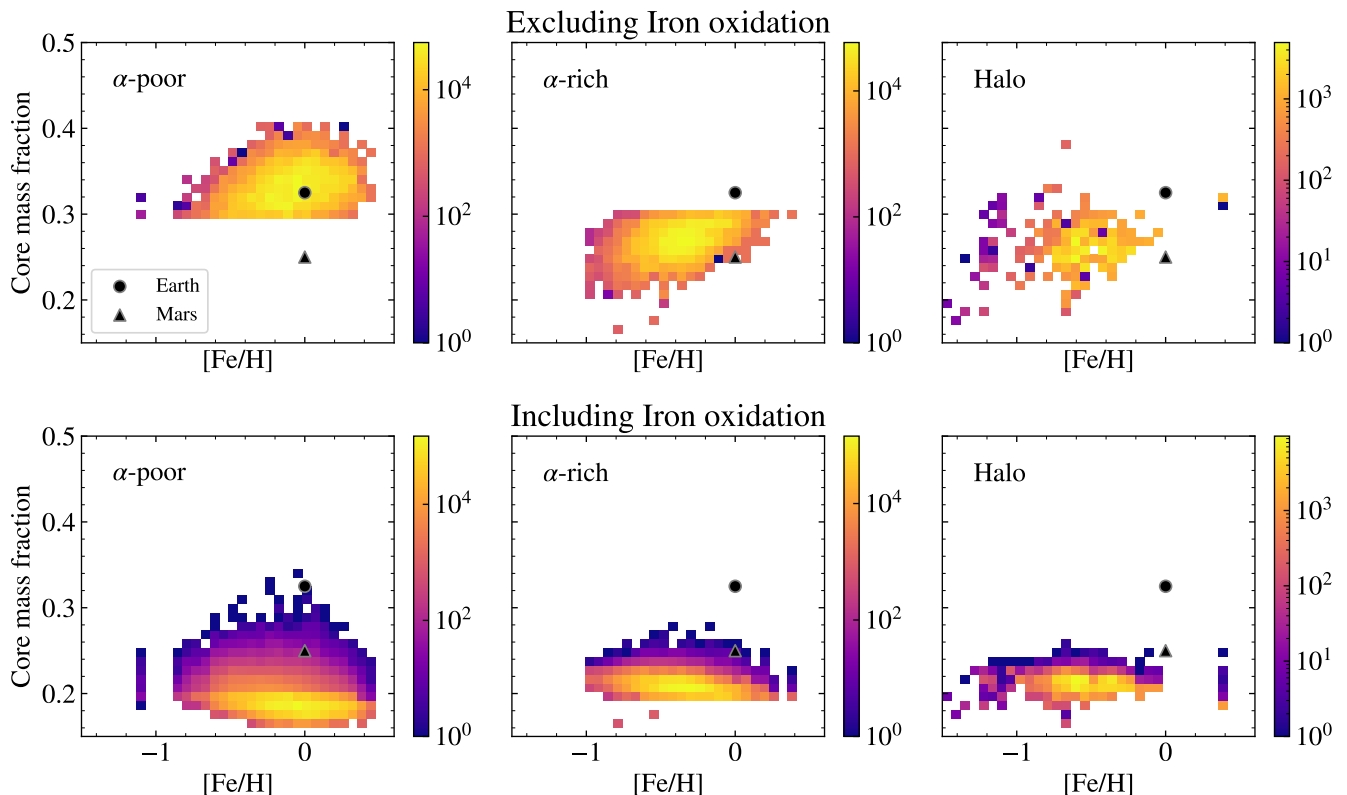 Excluding Iron oxidation
α-poor
α-rich
Halo
0.5
0.4
0.3
0.2
Core mass fraction
Earth
Mars
[Fe/H]
10⁴
10²
10⁰
[Fe/H]
10⁴
10²
10⁰
[Fe/H]
10³
10²
10¹
10⁰
Including Iron oxidation
α-poor
α-rich
Halo
0.5
0.4
0.3
0.2
Core mass fraction
−1
0
[Fe/H]
10⁴
10²
10⁰
−1
0
[Fe/H]
10⁴
10²
10⁰
−1
0
[Fe/H]
10³
10²
10¹
10⁰